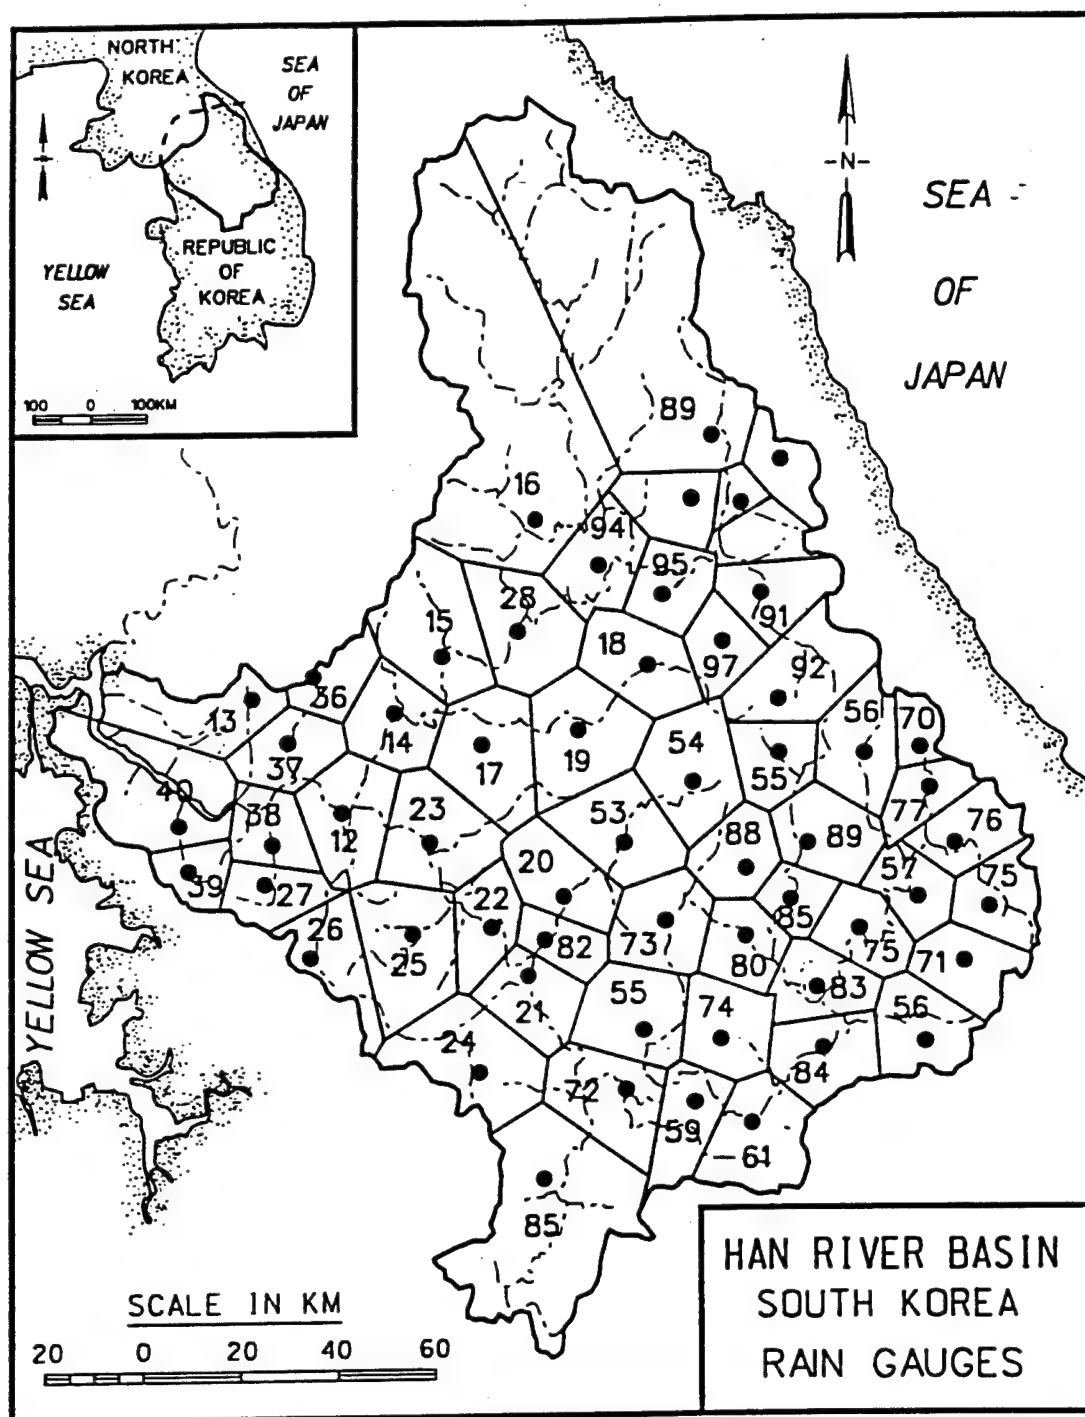 NORTH
KOREA
SEA
OF
JAPAN
REPUBLIC
OF
KOREA
YELLOW
SEA
100 0 100KM
-N-
SEA
OF
JAPAN
89
16
94
95
28
15
91
18
97
92
36
13
14
56
70
37
17
19
54
55
40
38
12
23
53
77
76
88
89
20
57
39
27
22
85
75
26
25
82
73
80
75
71
83
21
55
74
56
24
84
72
59
61
85
YELLOW SEA
SCALE IN KM
20 0 20 40 60
HAN RIVER BASIN
SOUTH KOREA
RAIN GAUGES